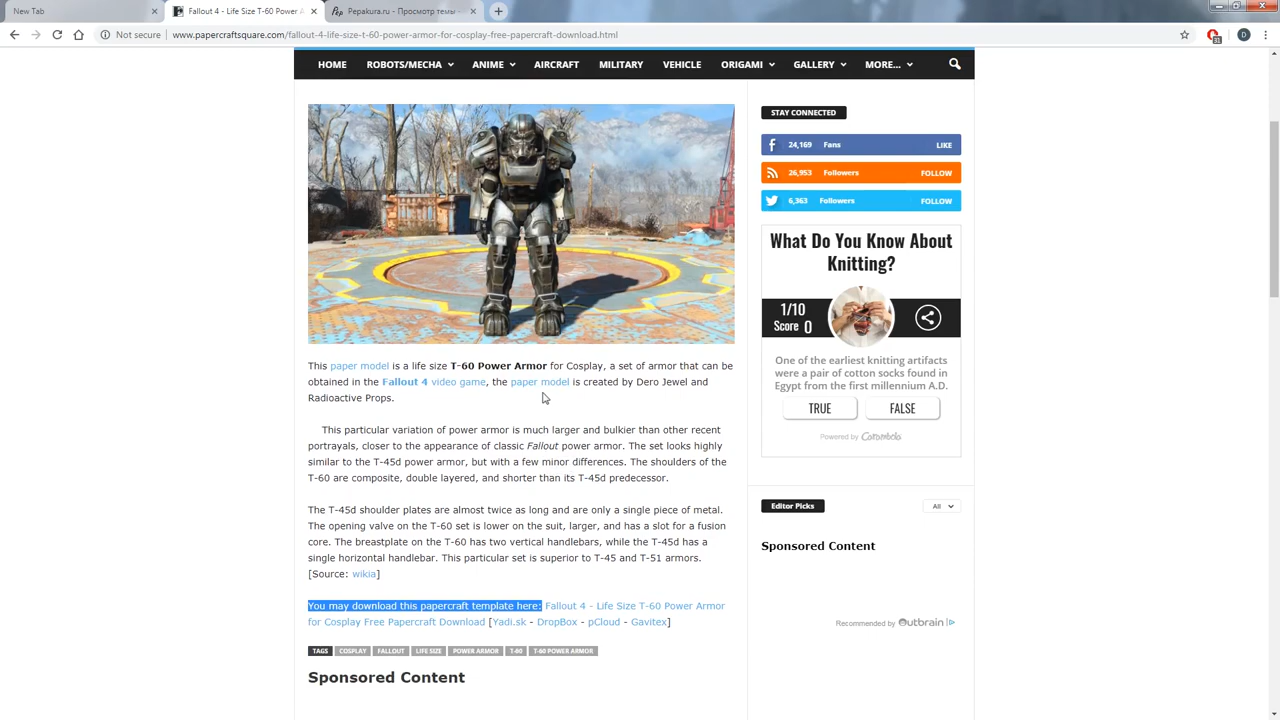 New Tab
Fallout 4 - Life Size T-60 Power A
Pepakura.ru - Просмотр темы
Not secure
www.papercraftsquare.com/fallout-4-life-size-t-60-power-armor-for-cosplay-free-papercraft-download.html
31
D
HOME ROBOTS/MECHA ANIME AIRCRAFT MILITARY VEHICLE ORIGAMI GALLERY MORE...
This paper model is a life size T-60 Power Armor for Cosplay, a set of armor that can be
obtained in the Fallout 4 video game, the paper model is created by Dero Jewel and
Radioactive Props.
This particular variation of power armor is much larger and bulkier than other recent
portrayals, closer to the appearance of classic Fallout power armor. The set looks highly
similar to the T-45d power armor, but with a few minor differences. The shoulders of the
T-60 are composite, double layered, and shorter than its T-45d predecessor.
The T-45d shoulder plates are almost twice as long and are only a single piece of metal.
The opening valve on the T-60 set is lower on the suit, larger, and has a slot for a fusion
core. The breastplate on the T-60 has two vertical handlebars, while the T-45d has a
single horizontal handlebar. This particular set is superior to T-45 and T-51 armors.
[Source: wikia]
You may download this papercraft template here: Fallout 4 - Life Size T-60 Power Armor
for Cosplay Free Papercraft Download [Yadi.sk - DropBox - pCloud - Gavitex]
TAGS COSPLAY FALLOUT LIFE SIZE POWER ARMOR T-60 T-60 POWER ARMOR
Sponsored Content
STAY CONNECTED
24,169 Fans LIKE
26,953 Followers FOLLOW
6,363 Followers FOLLOW
What Do You Know About
Knitting?
1/10
Score 0
One of the earliest knitting artifacts
were a pair of cotton socks found in
Egypt from the first millennium A.D.
TRUE FALSE
Powered by CoroMobs
Editor Picks
All
Sponsored Content
Recommended by Outbrain